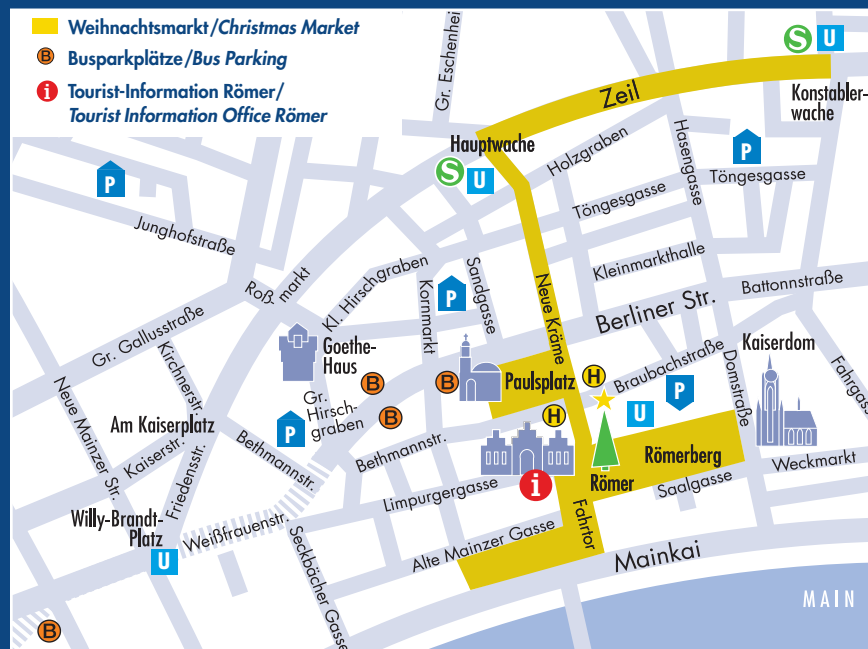 Weihnachtsmarkt/Christmas Market
B Busparkplätze/Bus Parking
i Tourist-Information Römer/
Tourist Information Office Römer
Gr. Eschenhei
S U
Zeil
Konstabler-
wache
Hauptwache
S U
Holzgraben
Hasengasse
P
Töngesgasse
Töngesgasse
P
Junghofstraße
Kleinmarkthalle
Roß-
markt
Kl. Hirschgraben
Kornmarkt
P
Sandgasse
Neue Kräme
Berliner Str.
Battonnstraße
Gr. Gallusstraße
Goethe-
Haus
Kirchnerstr.
Neue Mainzer Str.
Am Kaiserplatz
Kaiserstr.
Friedensstr.
Bethmannstr.
P
Gr.
Hirsch-
graben
B
B
B
Paulsplatz
H
H
Braubachstraße
U
P
Domstraße
Kaiserdom
Fahrgas
Bethmannstr.
Römerberg
Weckmarkt
Limpurgergasse
i
Römer
Saalgasse
Willy-Brandt-
Platz
U
Weißfrauenstr.
Seckbächer Gasse
Alte Mainzer Gasse
Fahrtor
Mainkai
MAIN
B